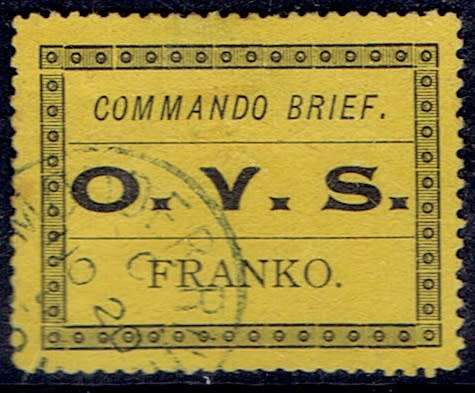 COMMANDO BRIEF.
O. V. S.
FRANKO.